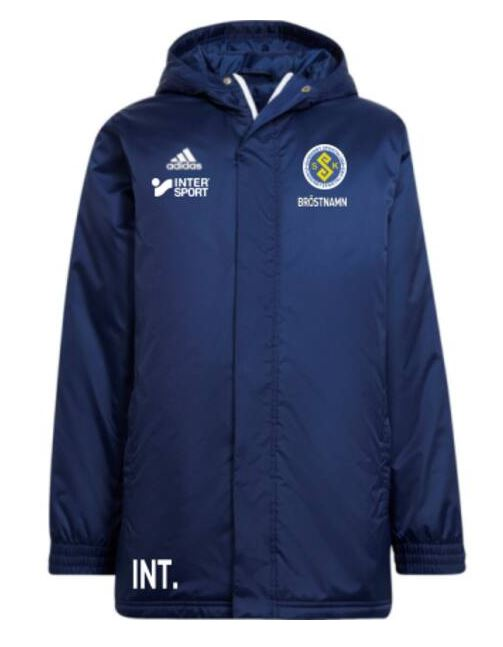 adidas
INTER
SPORT
S S K
BRÖSTNAMN
INT.